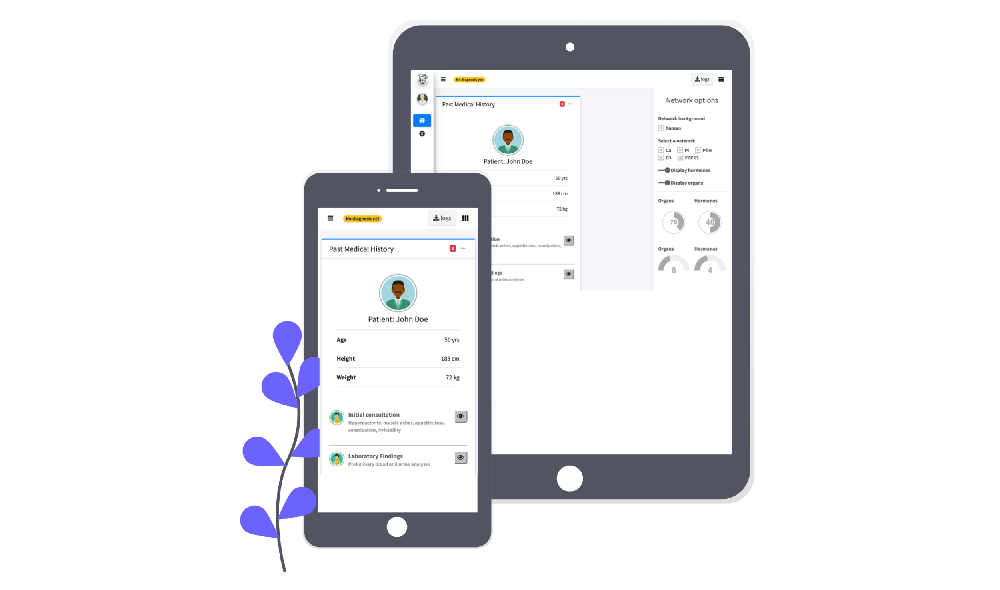 No diagnosis yet
logs
Past Medical History
3
Patient: John Doe
50 yrs
183 cm
72 kg
tion
scle aches, appetite loss, constipation,
dings
and urine analyses
Network options
Network background
human
Select a network
Ca Pi PTH
D3 FGF23
Display hormones
Display organs
Organs Hormones
70 40
Organs Hormones
8 4
No diagnosis yet
logs
Past Medical History
3
Patient: John Doe
Age 50 yrs
Height 183 cm
Weight 72 kg
Initial consultation
Hyporeactivity, muscle aches, appetite loss,
constipation, irritability
Laboratory Findings
Preliminary blood and urine analyses